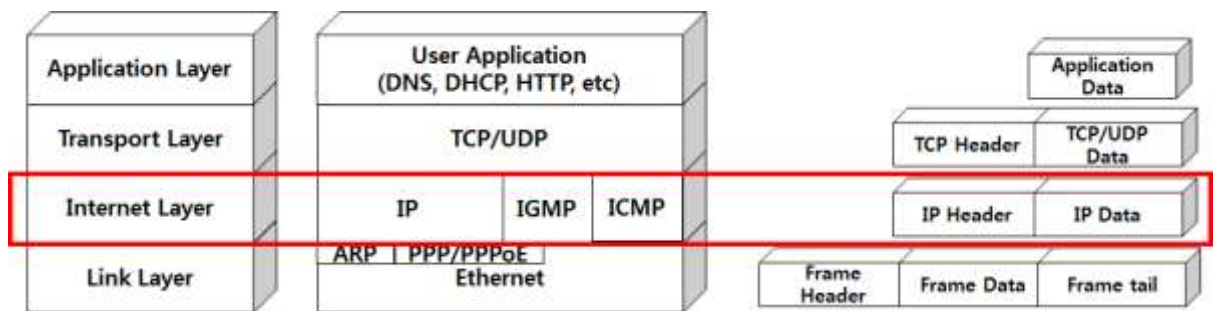 Application Layer
User Application
(DNS, DHCP, HTTP, etc)
Application
Data
Transport Layer
TCP/UDP
TCP Header
TCP/UDP
Data
Internet Layer
IP
IGMP
ICMP
IP Header
IP Data
ARP
PPP/PPPoE
Link Layer
Ethernet
Frame
Header
Frame Data
Frame tail